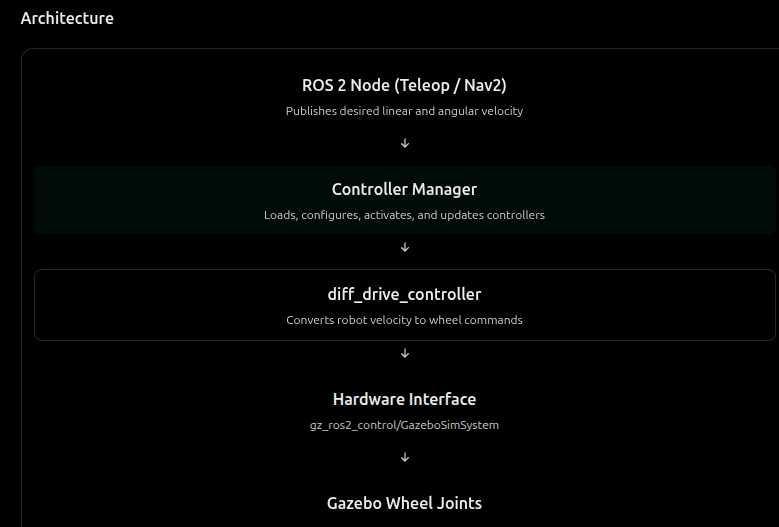 Architecture
ROS 2 Node (Teleop / Nav2)
Publishes desired linear and angular velocity
↓
Controller Manager
Loads, configures, activates, and updates controllers
↓
diff_drive_controller
Converts robot velocity to wheel commands
↓
Hardware Interface
gz_ros2_control/GazeboSimSystem
↓
Gazebo Wheel Joints